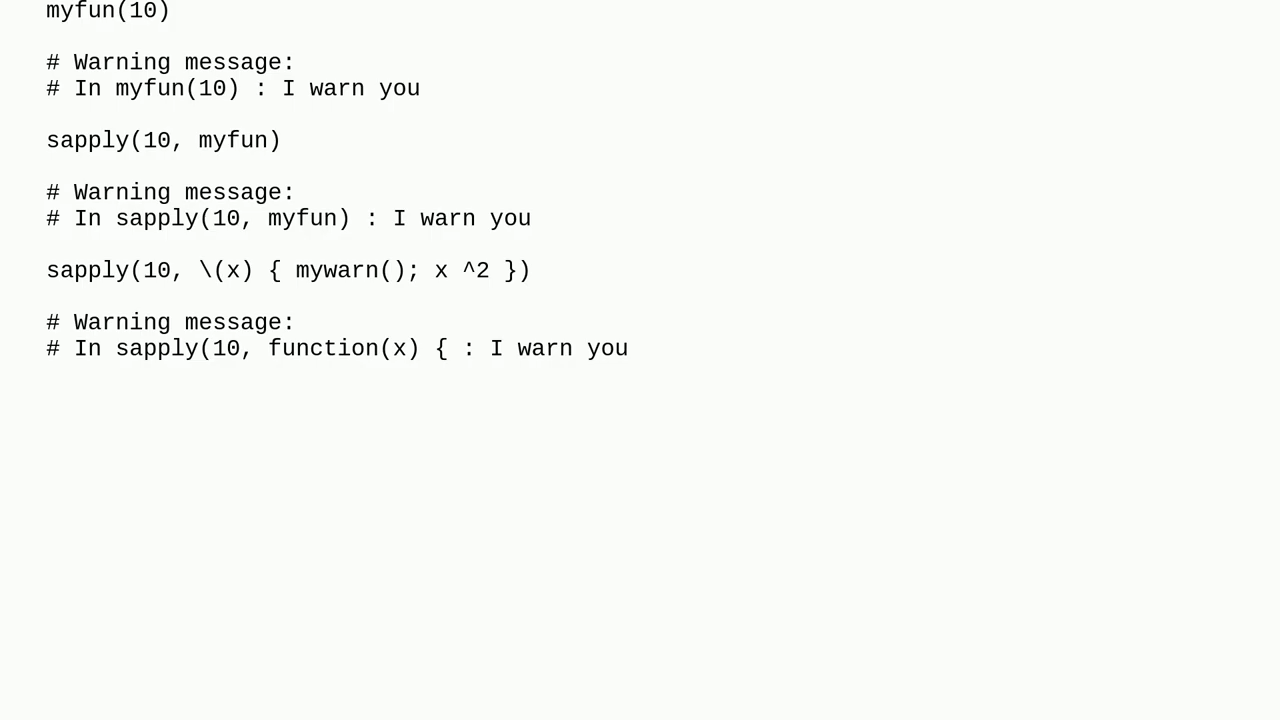 myfun(10)
# Warning message:
# In myfun(10) : I warn you
sapply(10, myfun)
# Warning message:
# In sapply(10, myfun) : I warn you
sapply(10, \(x) { mywarn(); x ^2 })
# Warning message:
# In sapply(10, function(x) { : I warn you